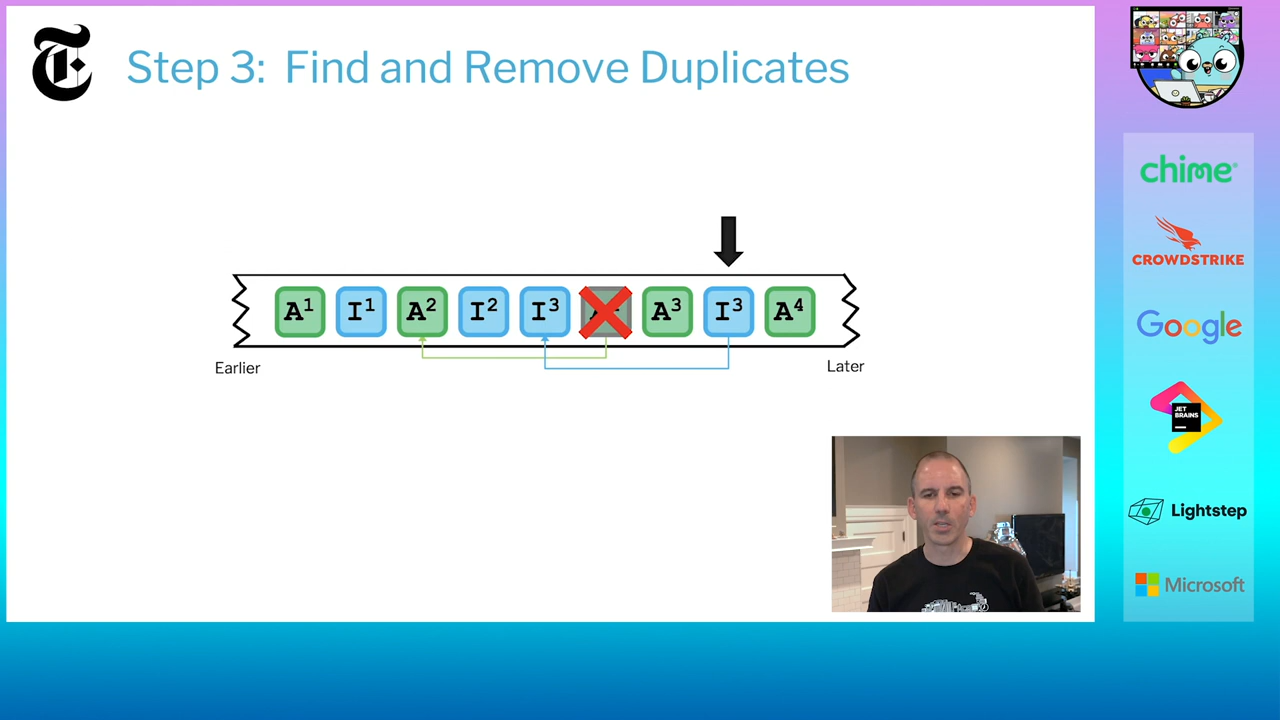 Step 3: Find and Remove Duplicates
A¹ I¹ A² I² I³ A³ I³ A⁴
Earlier
Later
chime®
CROWDSTRIKE
Google
JET
BRAINS
Lightstep
Microsoft